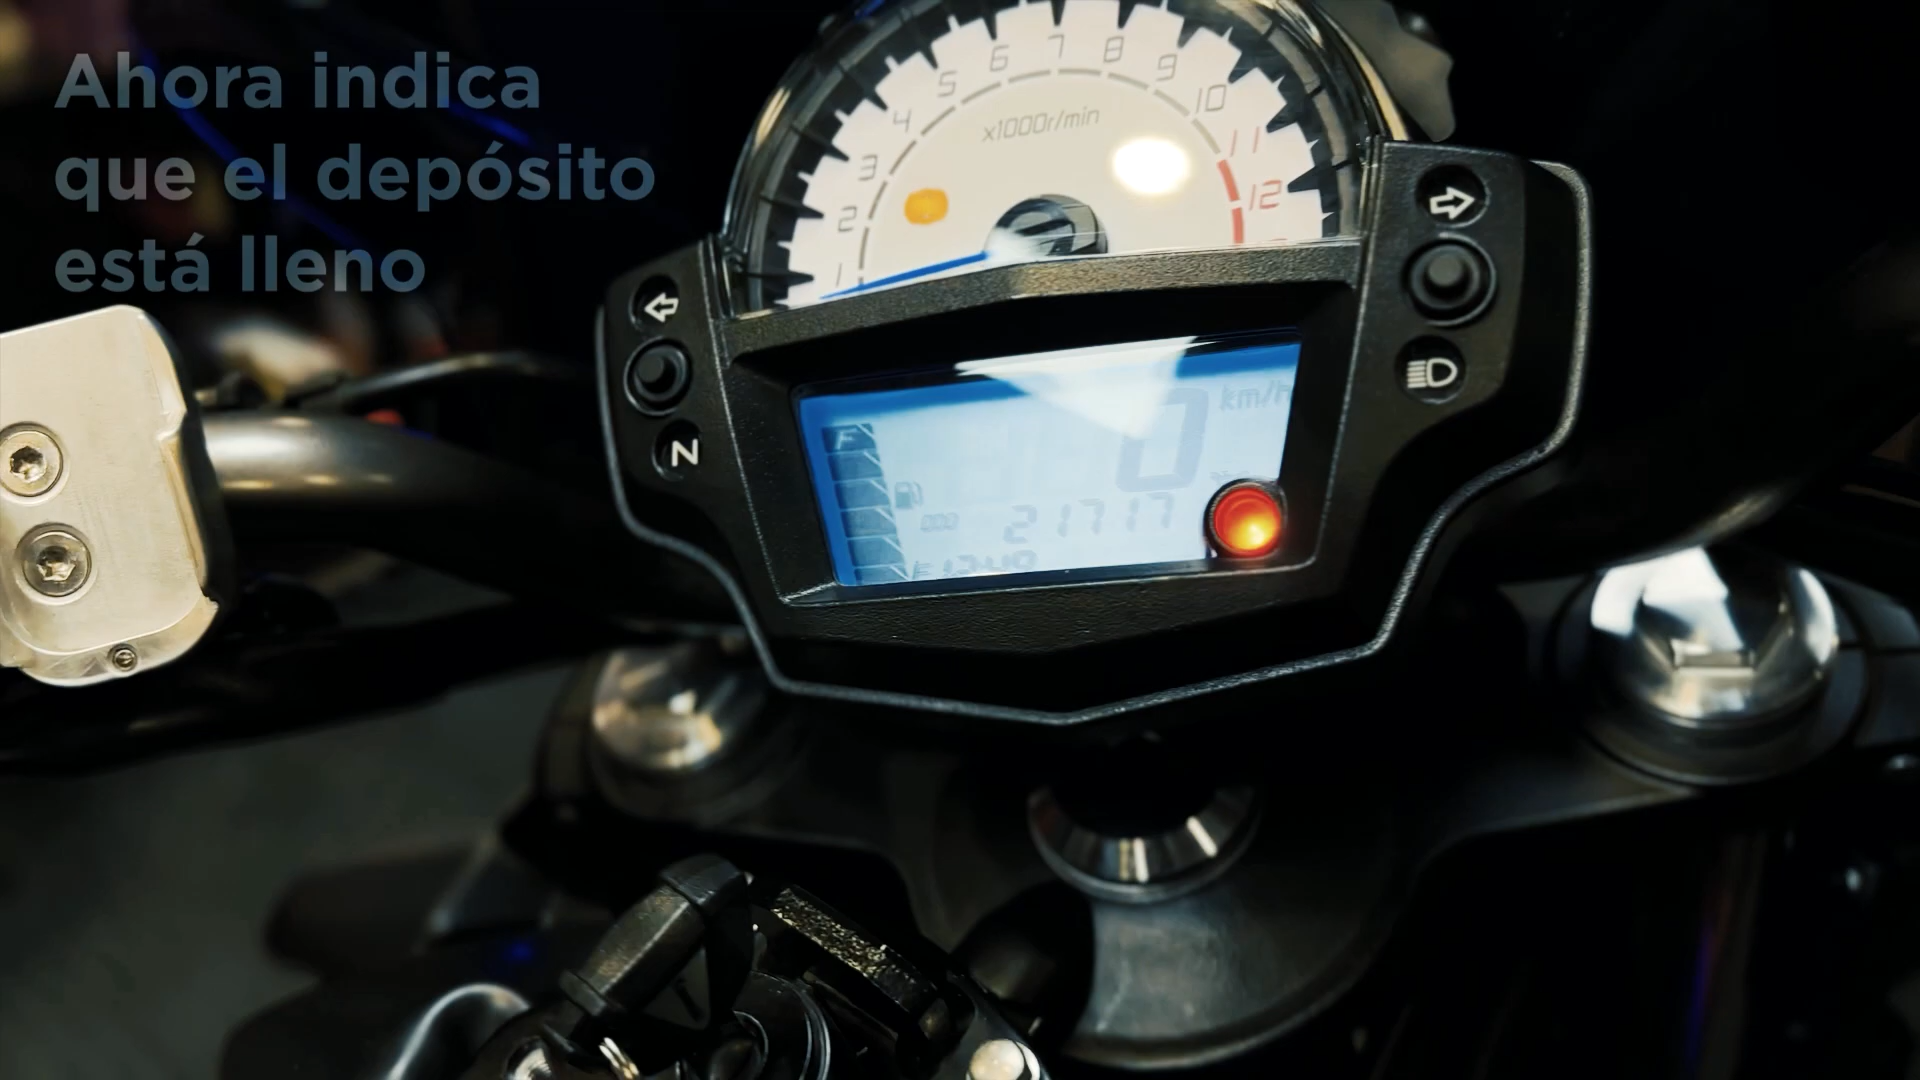 Ahora indica
que el depósito
está lleno
1
2
3
4
5
6
7
8
9
10
11
12
x1000r/min
N
F
0
km/h
21717